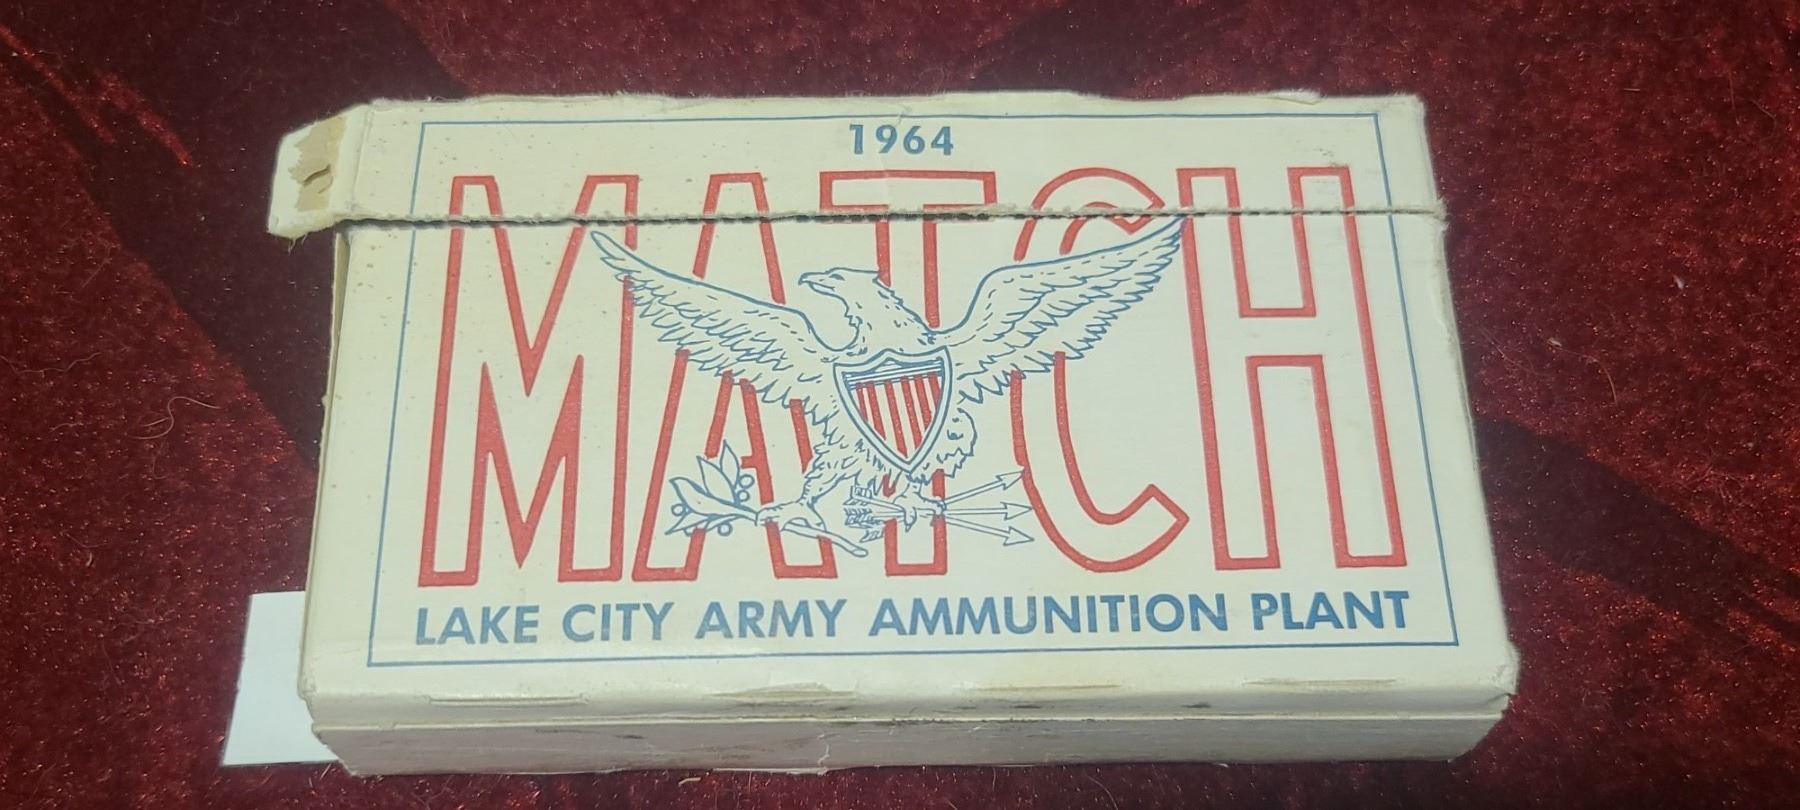 1964
MATCH
LAKE CITY ARMY AMMUNITION PLANT